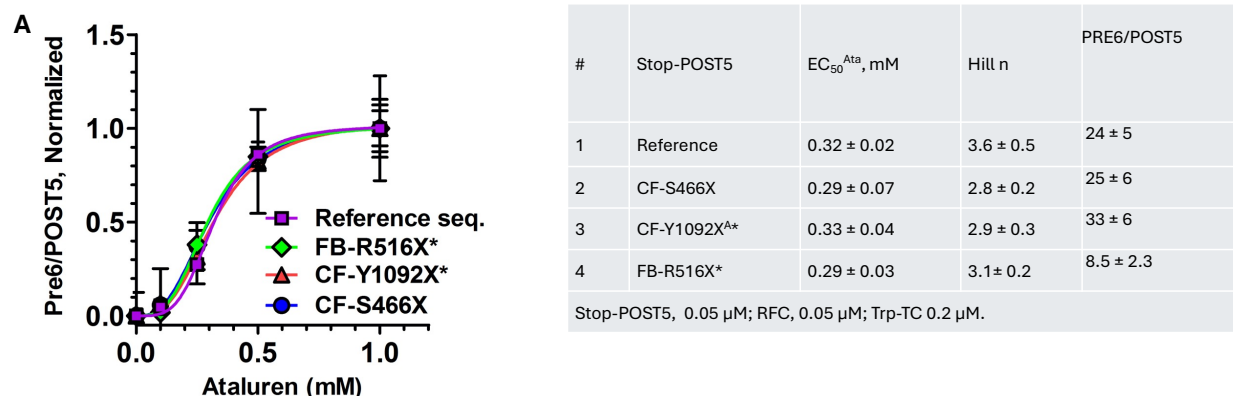 A
Pre6/POST5, Normalized
1.5
1.0
0.5
0.0
0.0 0.5 1.0
Ataluren (mM)
Reference seq.
FB-R516X*
CF-Y1092X*
CF-S466X
# Stop-POST5 EC50Ata, mM Hill n PRE6/POST5
1 Reference 0.32 ± 0.02 3.6 ± 0.5 24 ± 5
2 CF-S466X 0.29 ± 0.07 2.8 ± 0.2 25 ± 6
3 CF-Y1092XA* 0.33 ± 0.04 2.9 ± 0.3 33 ± 6
4 FB-R516X* 0.29 ± 0.03 3.1± 0.2 8.5 ± 2.3
Stop-POST5, 0.05 µM; RFC, 0.05 µM; Trp-TC 0.2 µM.